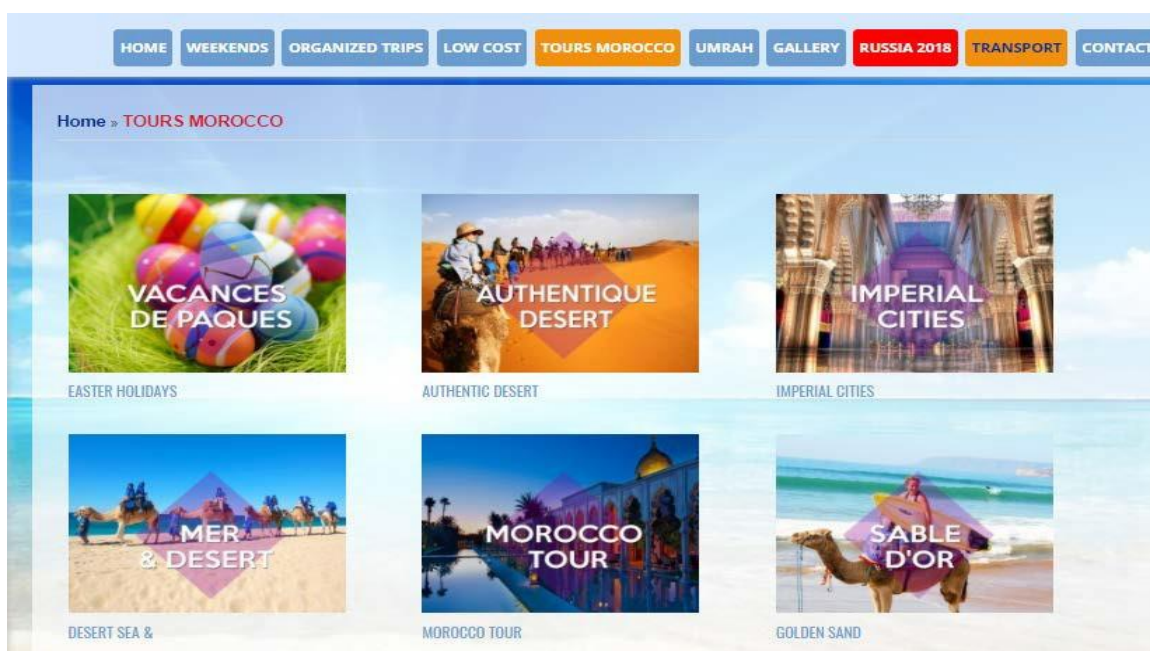 HOME WEEKENDS ORGANIZED TRIPS LOW COST TOURS MOROCCO UMRAH GALLERY RUSSIA 2018 TRANSPORT CONTACT
Home » TOURS MOROCCO
VACANCES
DE PAQUES
EASTER HOLIDAYS
AUTHENTIQUE
DESERT
AUTHENTIC DESERT
IMPERIAL
CITIES
IMPERIAL CITIES
MER
& DESERT
DESERT SEA &
MOROCCO
TOUR
MOROCCO TOUR
SABLE
D'OR
GOLDEN SAND